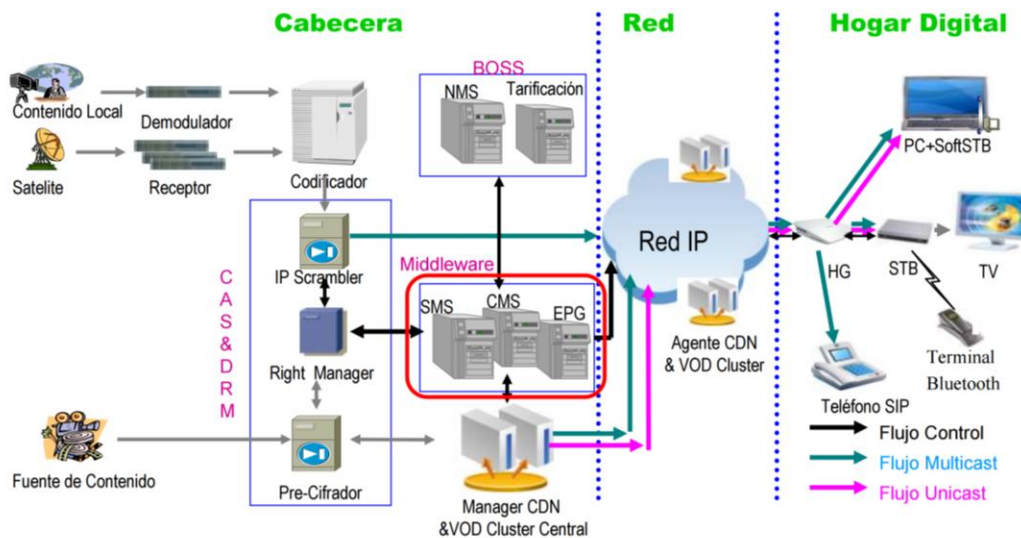 Cabecera
Red
Hogar Digital
BOSS
NMS
Tarificación
Contenido Local
Demodulador
Satelite
Receptor
Codificador
PC+SoftSTB
IP Scrambler
Middleware
Red IP
HG
STB
TV
CAS&DRM
SMS
CMS
EPG
Right Manager
Agente CDN
& VOD Cluster
Terminal
Bluetooth
Teléfono SIP
Fuente de Contenido
Pre-Cifrador
Manager CDN
&VOD Cluster Central
Flujo Control
Flujo Multicast
Flujo Unicast